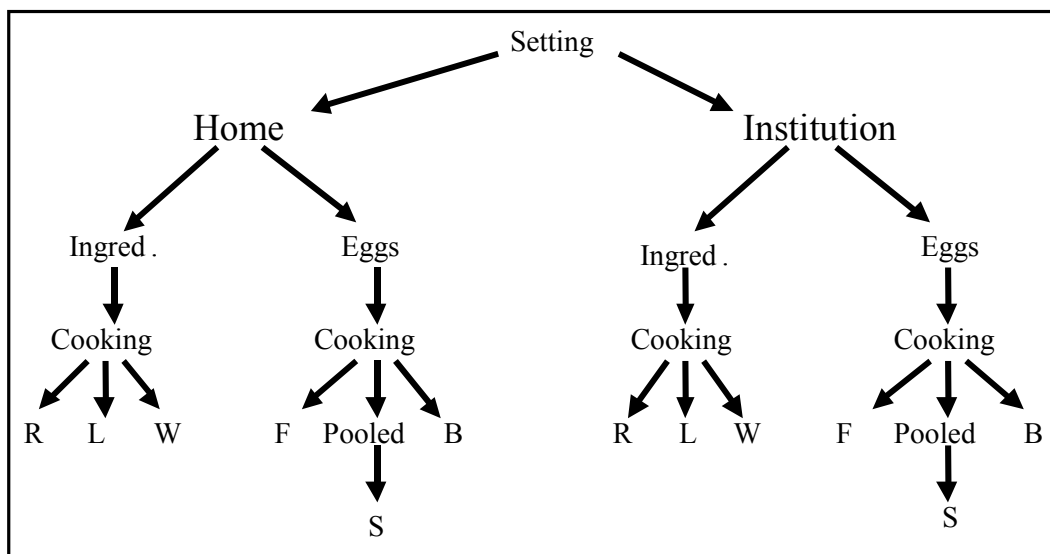 Setting
Home Institution
Ingred . Eggs Ingred . Eggs
Cooking Cooking Cooking Cooking
R L W F Pooled B R L W F Pooled B
S S